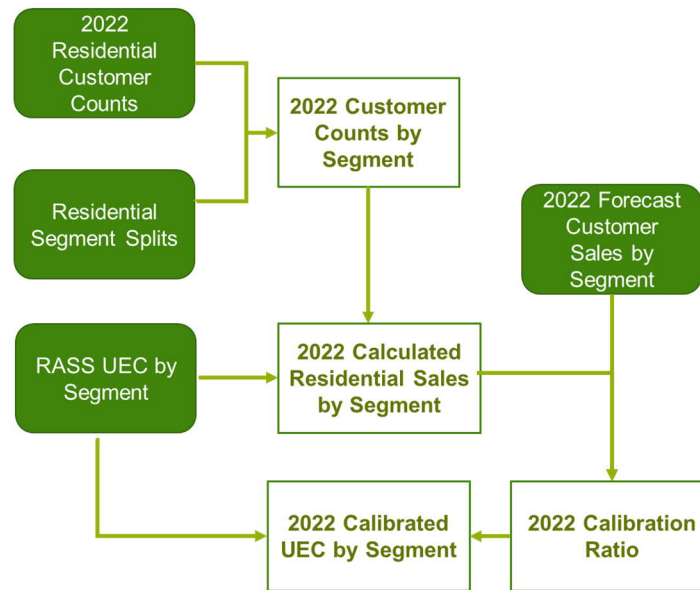 2022
Residential
Customer
Counts
2022 Customer
Counts by
Segment
Residential
Segment Splits
2022 Forecast
Customer
Sales by
Segment
RASS UEC by
Segment
2022 Calculated
Residential Sales
by Segment
2022 Calibrated
UEC by Segment
2022 Calibration
Ratio